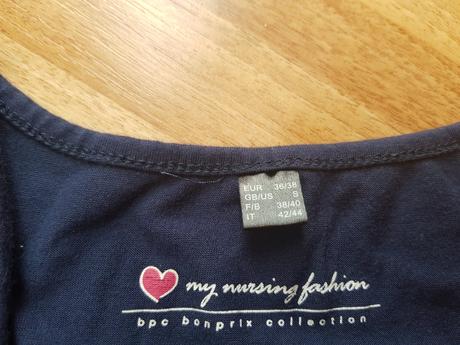 EUR 36/38
GB/US S
F/B 38/40
IT 42/44
my nursing fashion
bpc bonprix collection